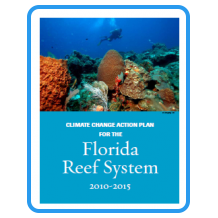 CLIMATE CHANGE ACTION PLAN
FOR THE
Florida
Reef System
2010–2015